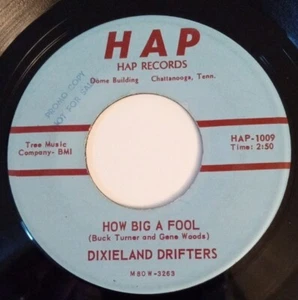 HAP
HAP RECORDS
Dome Building Chattanooga, Tenn.
PROMO COPY
NOT FOR SALE
Tree Music
Company- BMI
HAP-1009
Time: 2:50
HOW BIG A FOOL
(Buck Turner and Gene Woods)
DIXIELAND DRIFTERS
M80W-3263